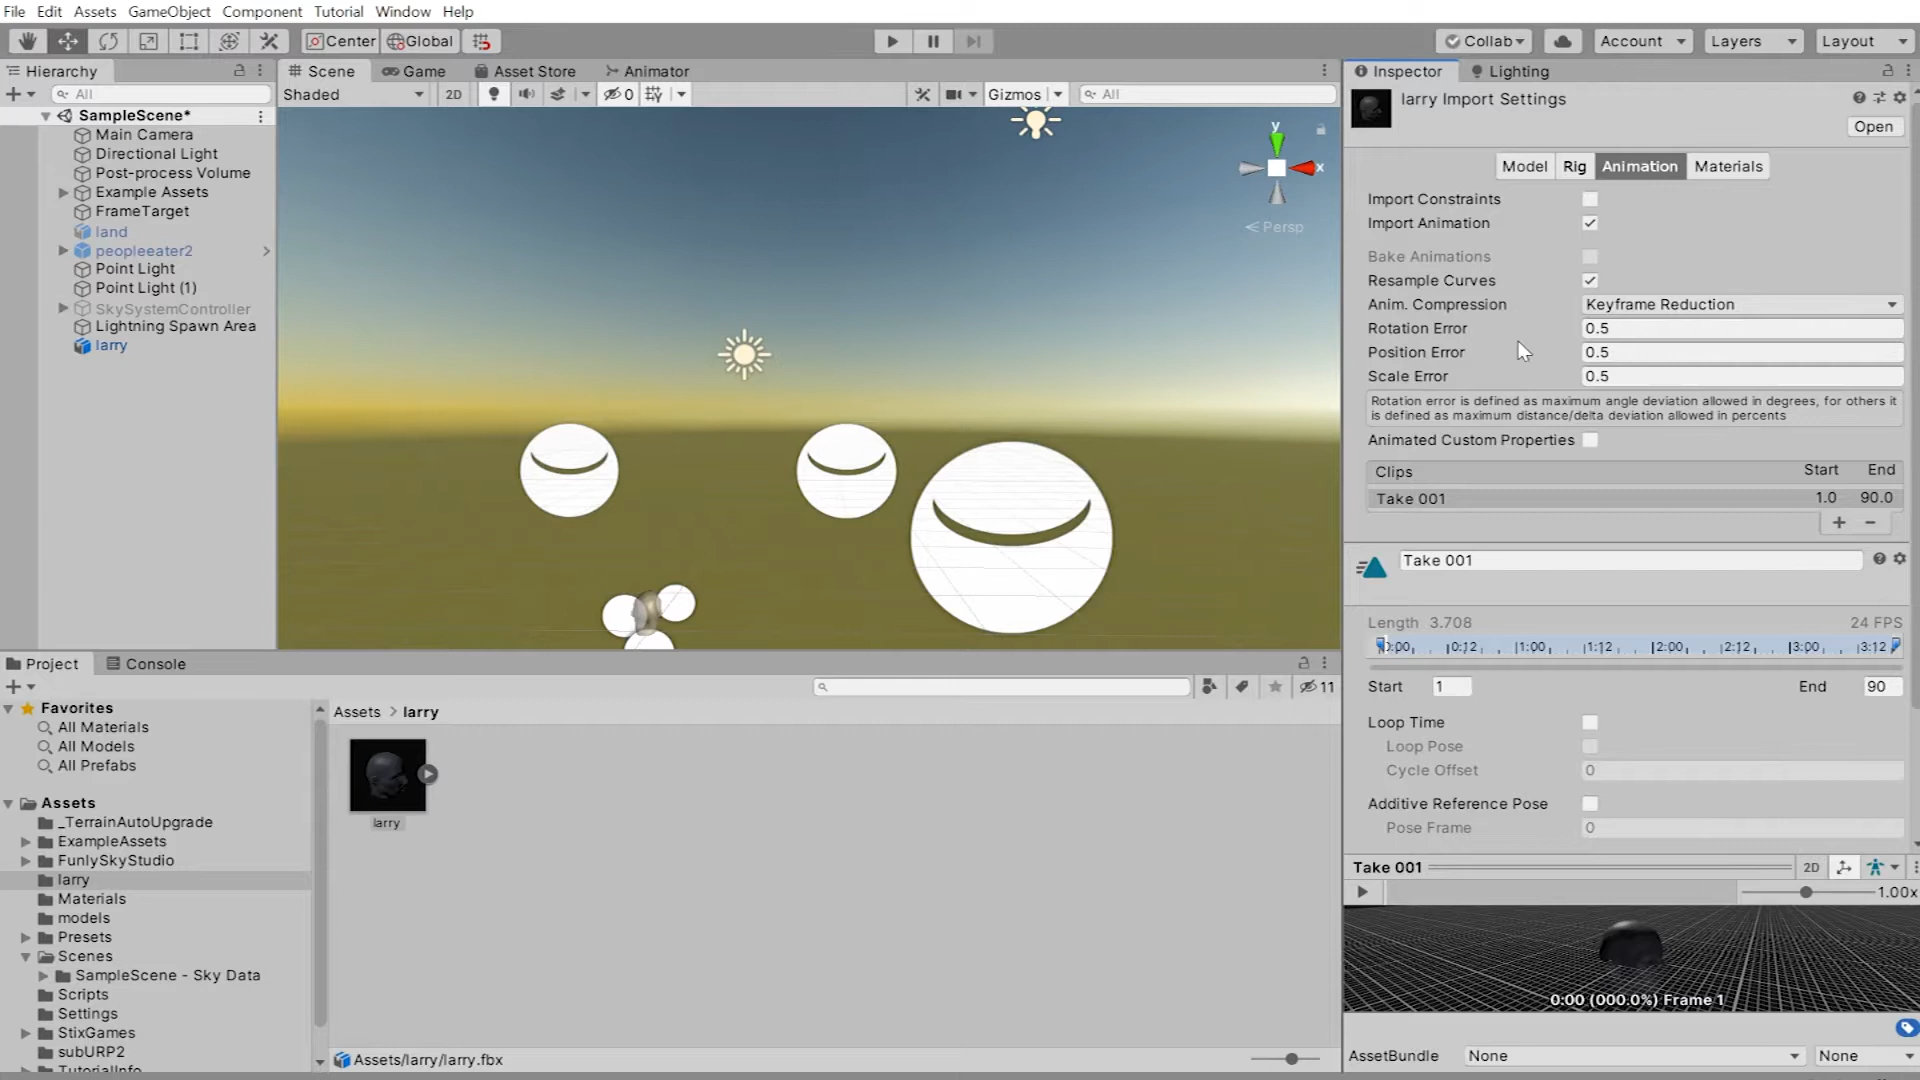 File Edit Assets GameObject Component Tutorial Window Help
Center Global Collab Account Layers Layout
Hierarchy
All
SampleScene*
Main Camera
Directional Light
Post-process Volume
Example Assets
FrameTarget
land
peopleeater2
Point Light
Point Light (1)
SkySystemController
Lightning Spawn Area
larry
Scene Game Asset Store Animator
Shaded 2D 0 Gizmos All
y
x
Persp
Inspector Lighting
larry Import Settings
Open
Model Rig Animation Materials
Import Constraints
Import Animation
Bake Animations
Resample Curves
Anim. Compression Keyframe Reduction
Rotation Error 0.5
Position Error 0.5
Scale Error 0.5
Rotation error is defined as maximum angle deviation allowed in degrees, for others it
is defined as maximum distance/delta deviation allowed in percents
Animated Custom Properties
Clips Start End
Take 001 1.0 90.0
Take 001
Length 3.708 24 FPS
0:00 0:12 1:00 1:12 2:00 2:12 3:00 3:12
Start 1 End 90
Loop Time
Loop Pose
Cycle Offset 0
Additive Reference Pose
Pose Frame 0
Take 001 2D
1.00x
0:00 (000.0%) Frame 1
AssetBundle None None
Project Console
11
Favorites
All Materials
All Models
All Prefabs
Assets
_TerrainAutoUpgrade
ExampleAssets
FunlySkyStudio
larry
Materials
models
Presets
Scenes
SampleScene - Sky Data
Scripts
Settings
StixGames
subURP2
TutorialInfo
Assets > larry
larry
Assets/larry/larry.fbx